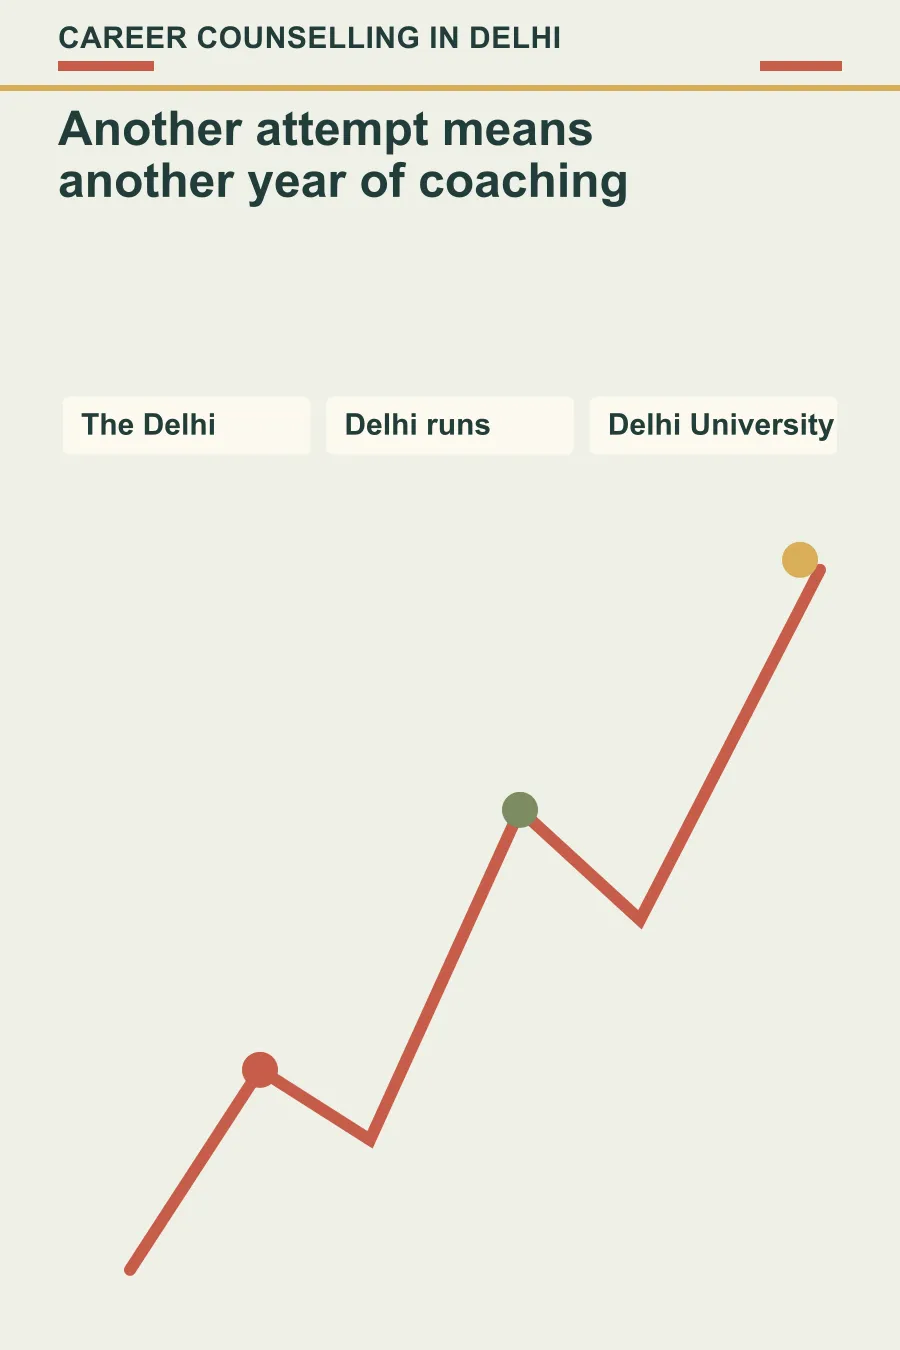 CAREER COUNSELLING IN DELHI
Another attempt means
another year of coaching
The Delhi
Delhi runs
Delhi University